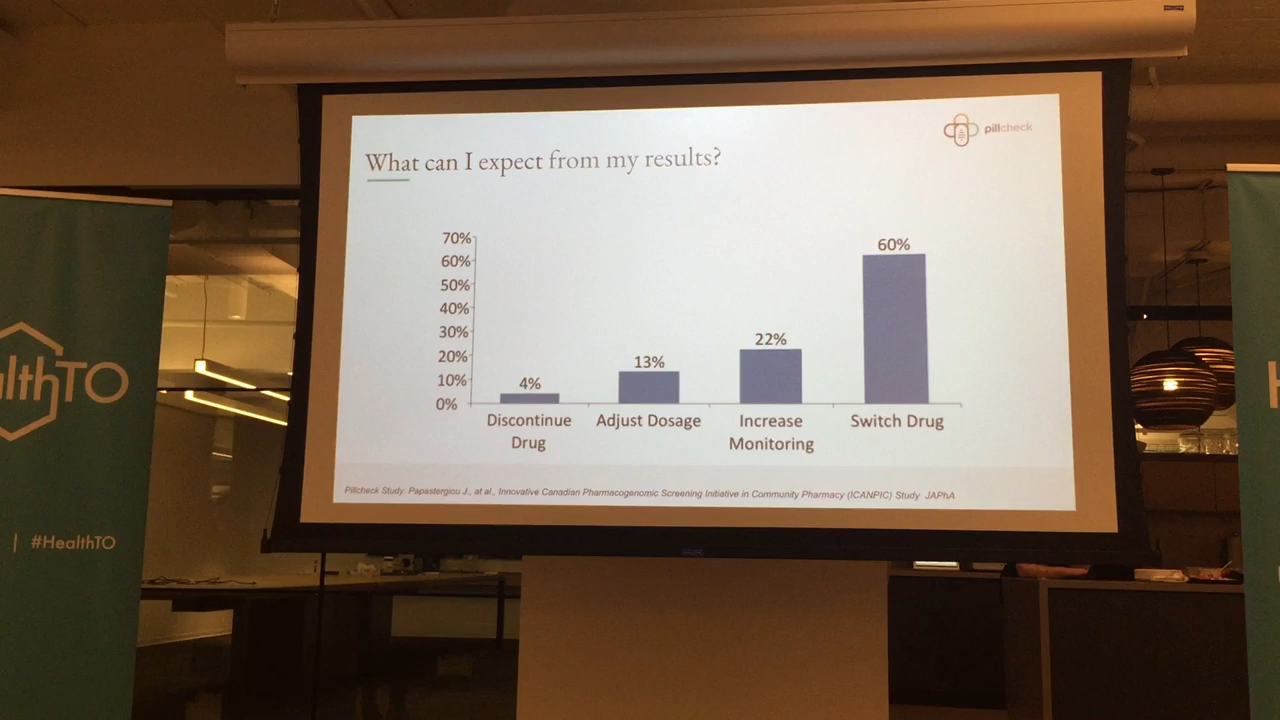 pillcheck
What can I expect from my results?
70%
60%
50%
40%
30%
20%
10%
0%
4%
13%
22%
60%
Discontinue
Drug
Adjust Dosage
Increase
Monitoring
Switch Drug
Pillcheck Study: Papastergiou J., at al., Innovative Canadian Pharmacogenomic Screening Initiative in Community Pharmacy (ICANPIC) Study JAPhA
althTO
| #HealthTO
H